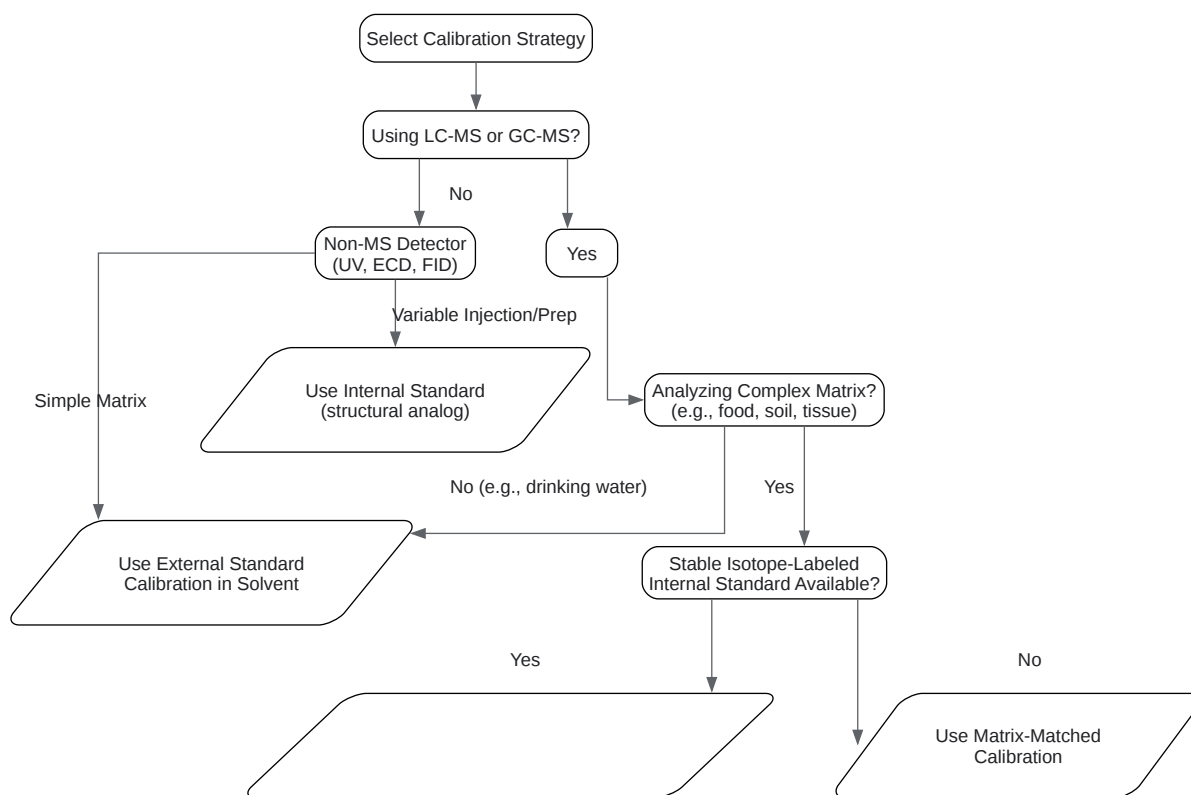 Select Calibration Strategy
Using LC-MS or GC-MS?
No
Non-MS Detector
(UV, ECD, FID)
Yes
Variable Injection/Prep
Use Internal Standard
(structural analog)
Simple Matrix
Analyzing Complex Matrix?
(e.g., food, soil, tissue)
No (e.g., drinking water)
Yes
Use External Standard
Calibration in Solvent
Stable Isotope-Labeled
Internal Standard Available?
Yes
No
Use Matrix-Matched
Calibration